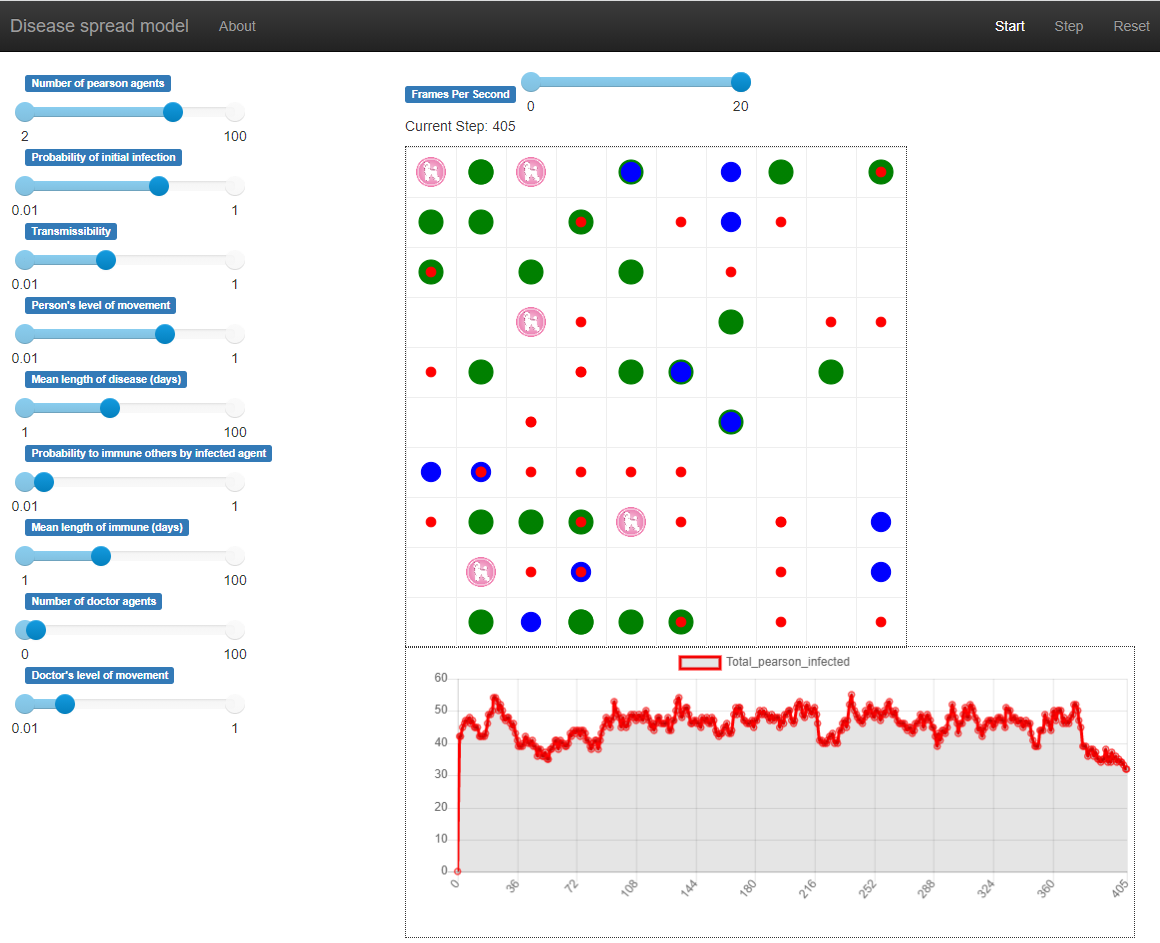 Disease spread model About Start Step Reset
Number of pearson agents
2 100
Probability of initial infection
0.01 1
Transmissibility
0.01 1
Person's level of movement
0.01 1
Mean length of disease (days)
1 100
Probability to immune others by infected agent
0.01 1
Mean length of immune (days)
1 100
Number of doctor agents
0 100
Doctor's level of movement
0.01 1
Frames Per Second
0 20
Current Step: 405
Total_pearson_infected
60
50
40
30
20
10
0
0 36 72 108 144 180 216 252 288 324 360 405